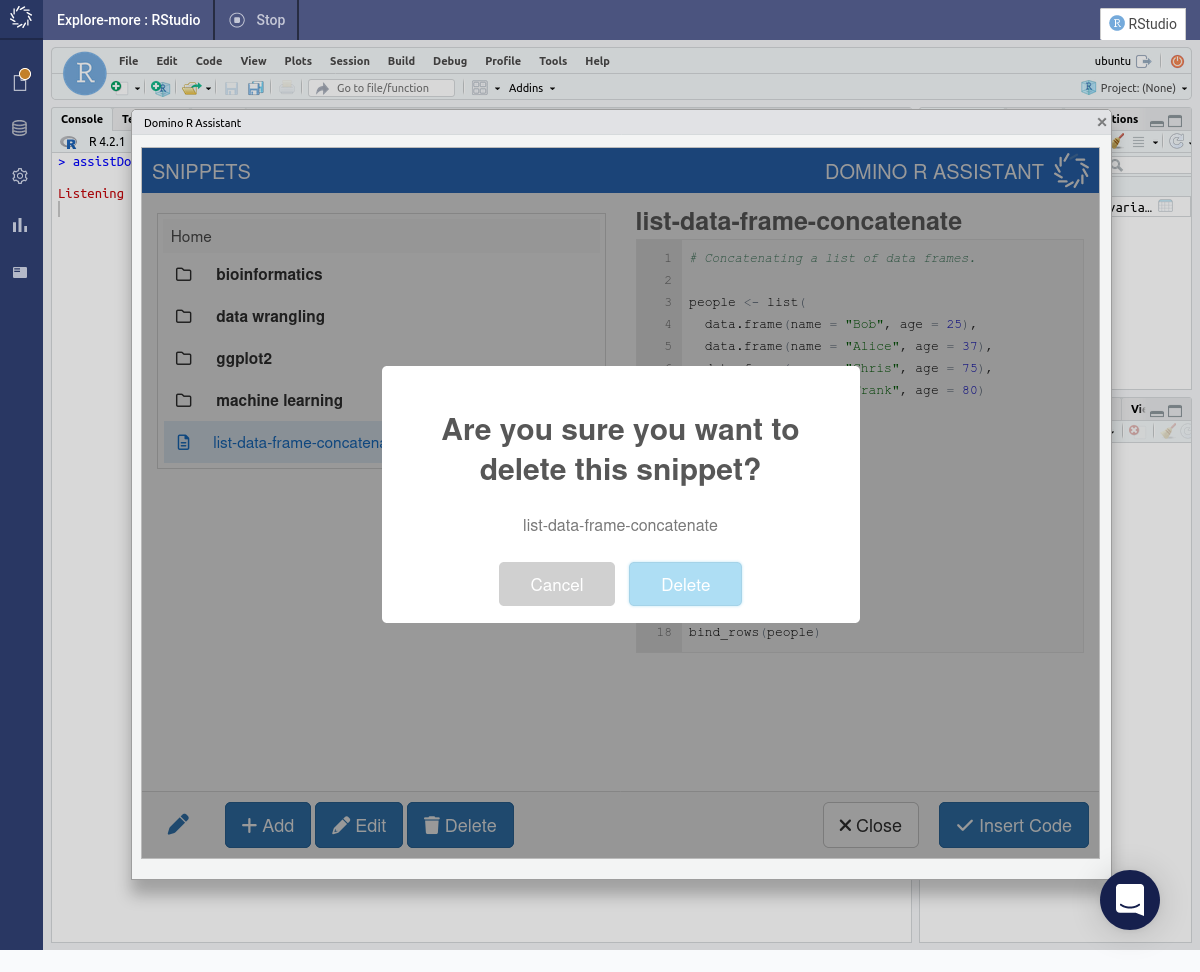 Explore-more : RStudio
Stop
R RStudio
R
File Edit Code View Plots Session Build Debug Profile Tools Help
ubuntu
Go to file/function
Addins
R Project: (None)
Console Te
tions
Domino R Assistant
R R 4.2.1
> assistDo
Listening
varia…
Vi
SNIPPETS
DOMINO R ASSISTANT
Home
bioinformatics
data wrangling
ggplot2
machine learning
list-data-frame-concatena
list-data-frame-concatenate
1 # Concatenating a list of data frames.
2
3 people <- list(
4 data.frame(name = "Bob", age = 25),
5 data.frame(name = "Alice", age = 37),
"Chris", age = 75),
rank", age = 80)
18 bind_rows(people)
Are you sure you want to
delete this snippet?
list-data-frame-concatenate
Cancel Delete
Add Edit Delete
Close Insert Code